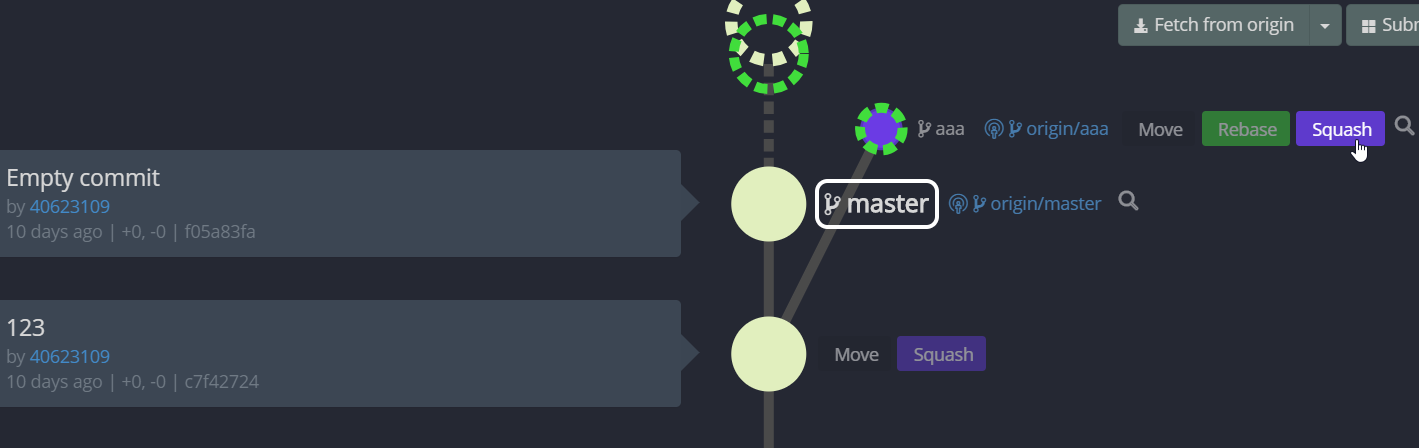 Fetch from origin
aaa origin/aaa Move Rebase Squash
Empty commit
by 40623109
10 days ago | +0, -0 | f05a83fa
master origin/master
123
by 40623109
10 days ago | +0, -0 | c7f42724
Move Squash